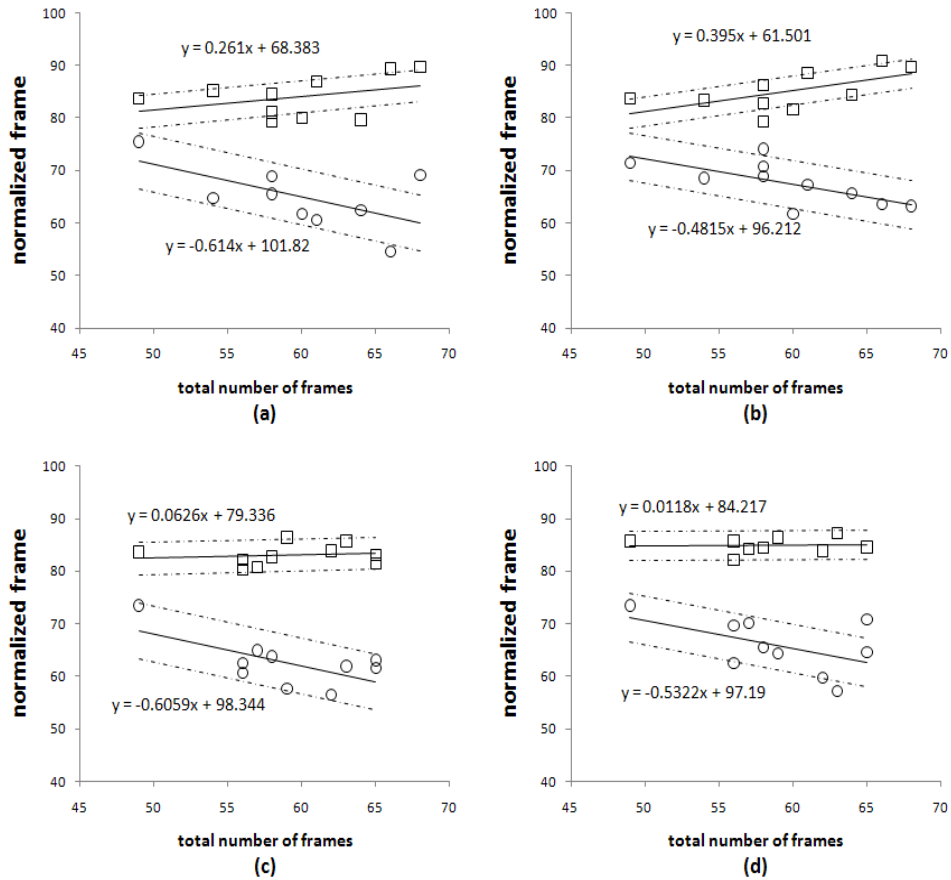 100
90
80
70
60
50
40
normalized frame
y = 0.261x + 68.383
y = -0.614x + 101.82
45 50 55 60 65 70
total number of frames
(a)
100
90
80
70
60
50
40
normalized frame
y = 0.395x + 61.501
y = -0.4815x + 96.212
45 50 55 60 65 70
total number of frames
(b)
100
90
80
70
60
50
40
normalized frame
y = 0.0626x + 79.336
y = -0.6059x + 98.344
45 50 55 60 65 70
total number of frames
(c)
100
90
80
70
60
50
40
normalized frame
y = 0.0118x + 84.217
y = -0.5322x + 97.19
45 50 55 60 65 70
total number of frames
(d)